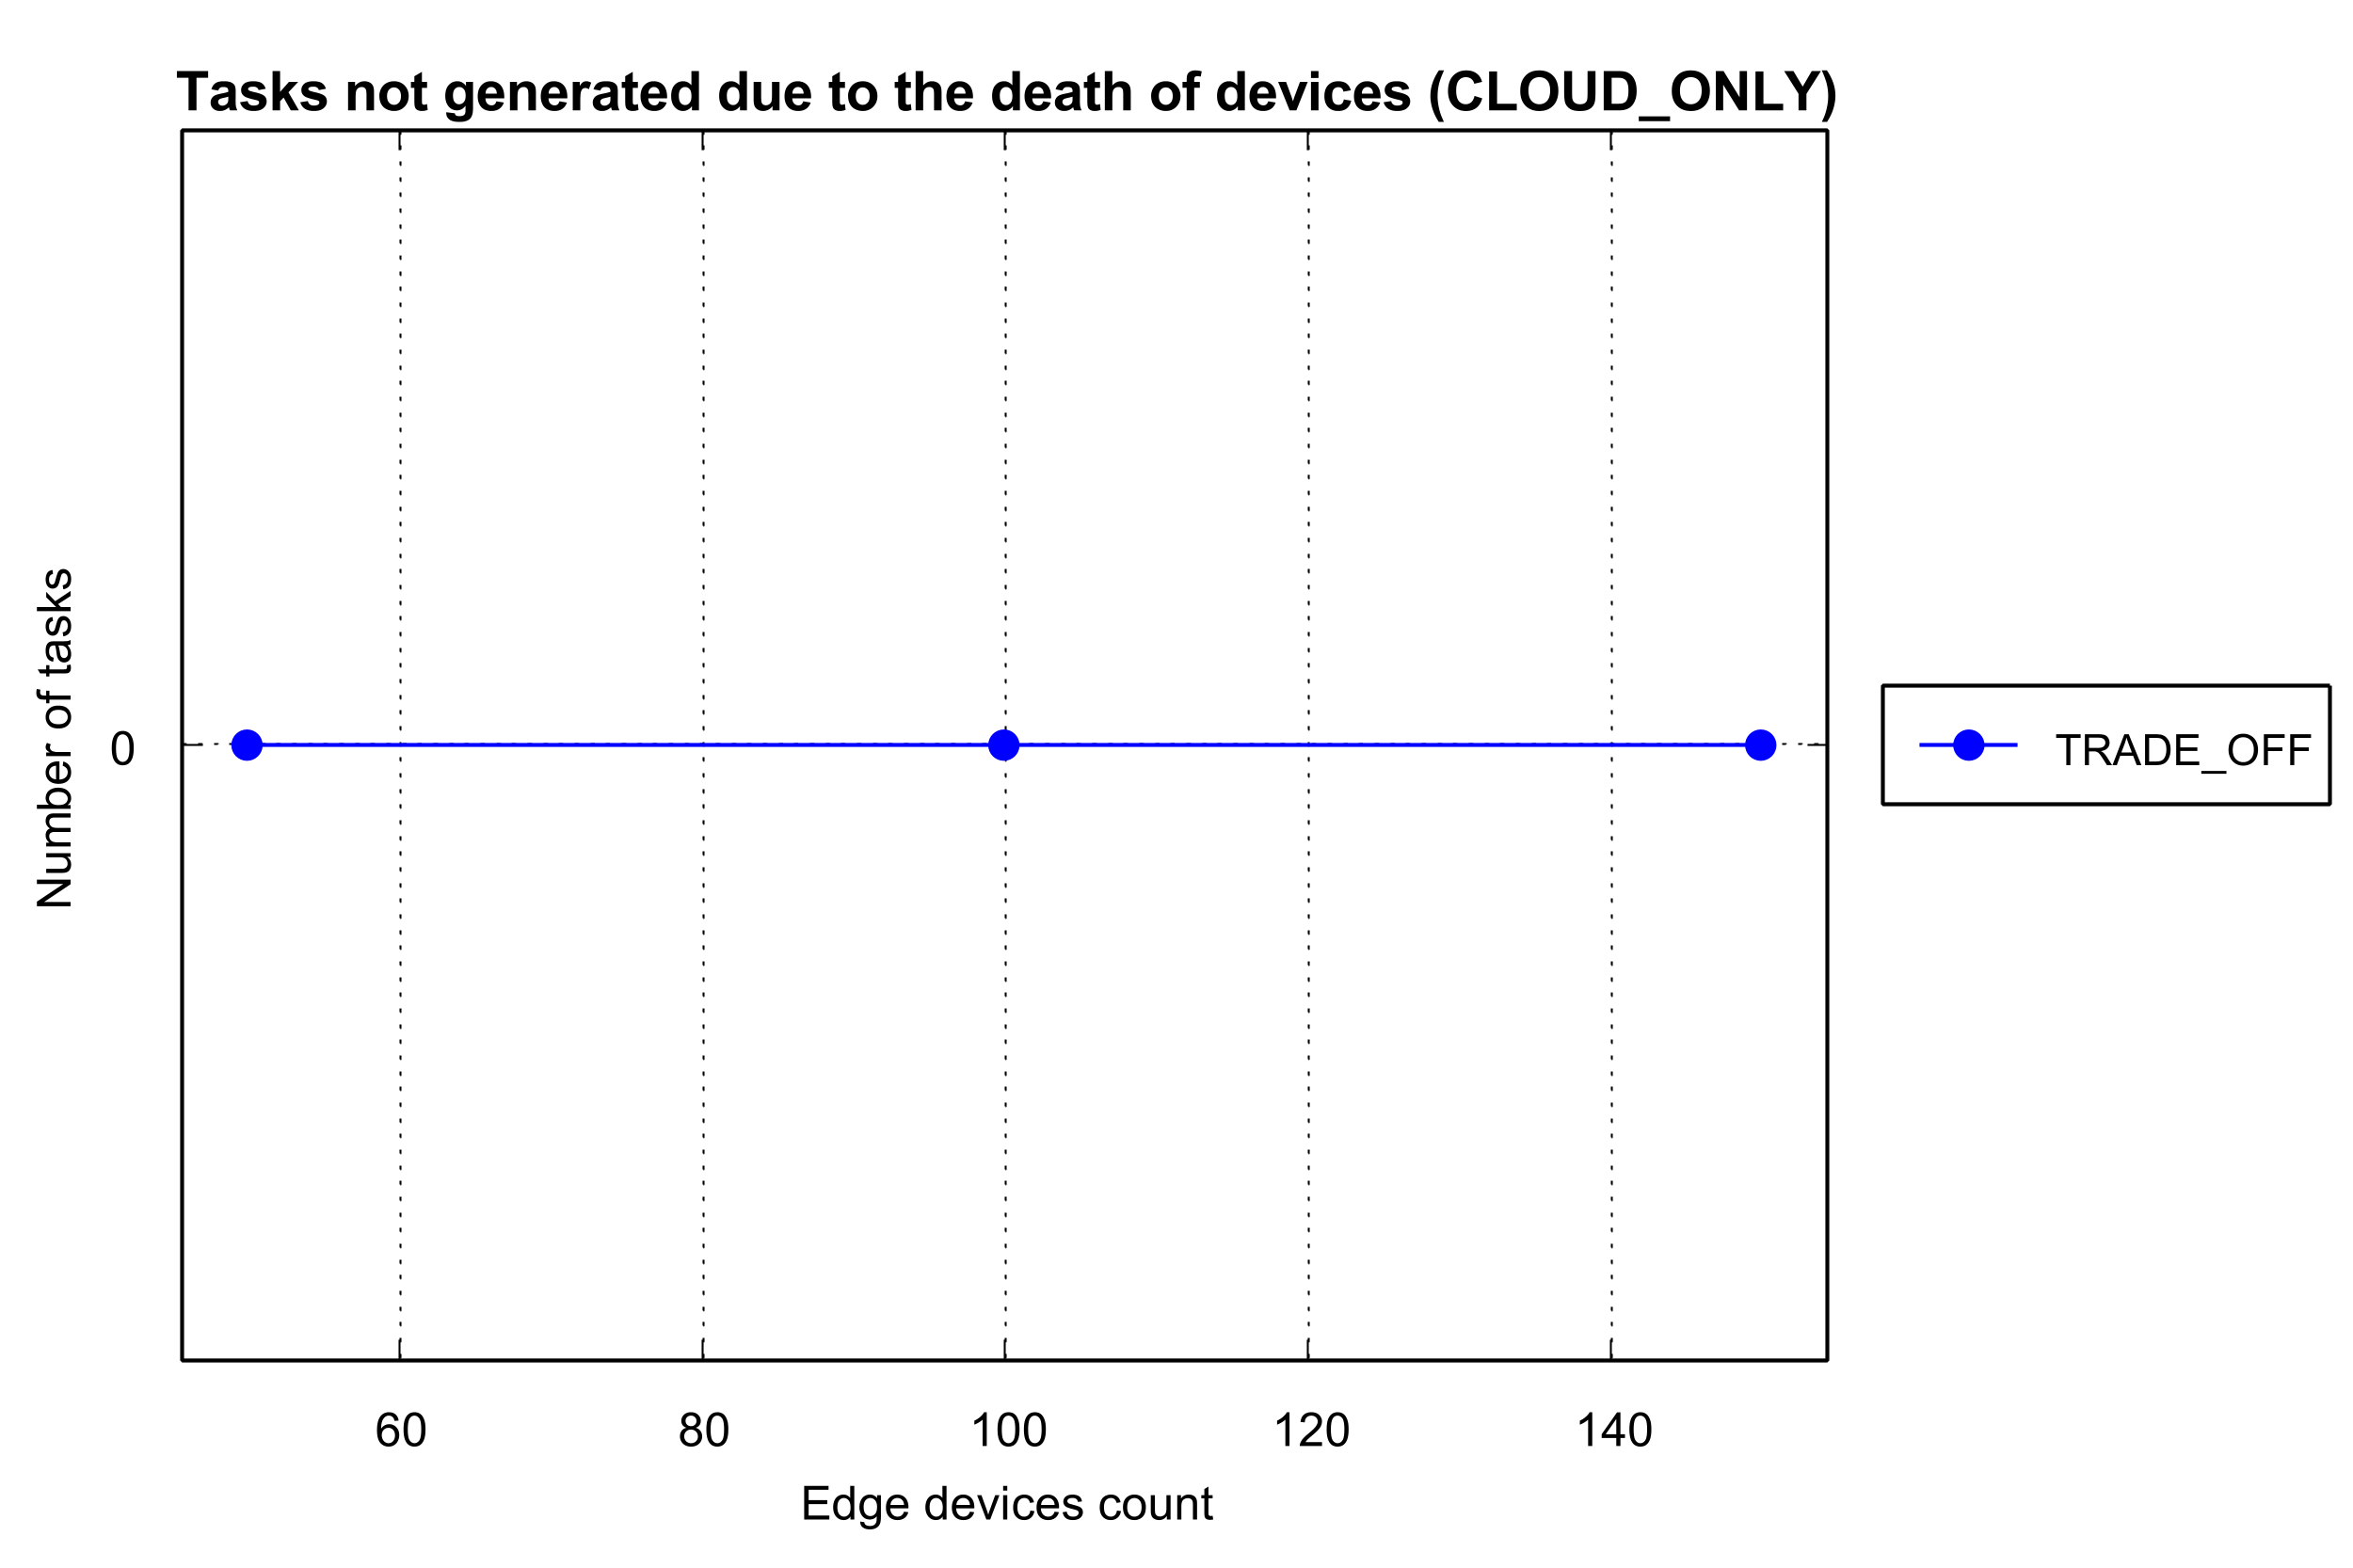 Tasks not generated due to the death of devices (CLOUD_ONLY)
Number of tasks
0
TRADE_OFF
60 80 100 120 140
Edge devices count